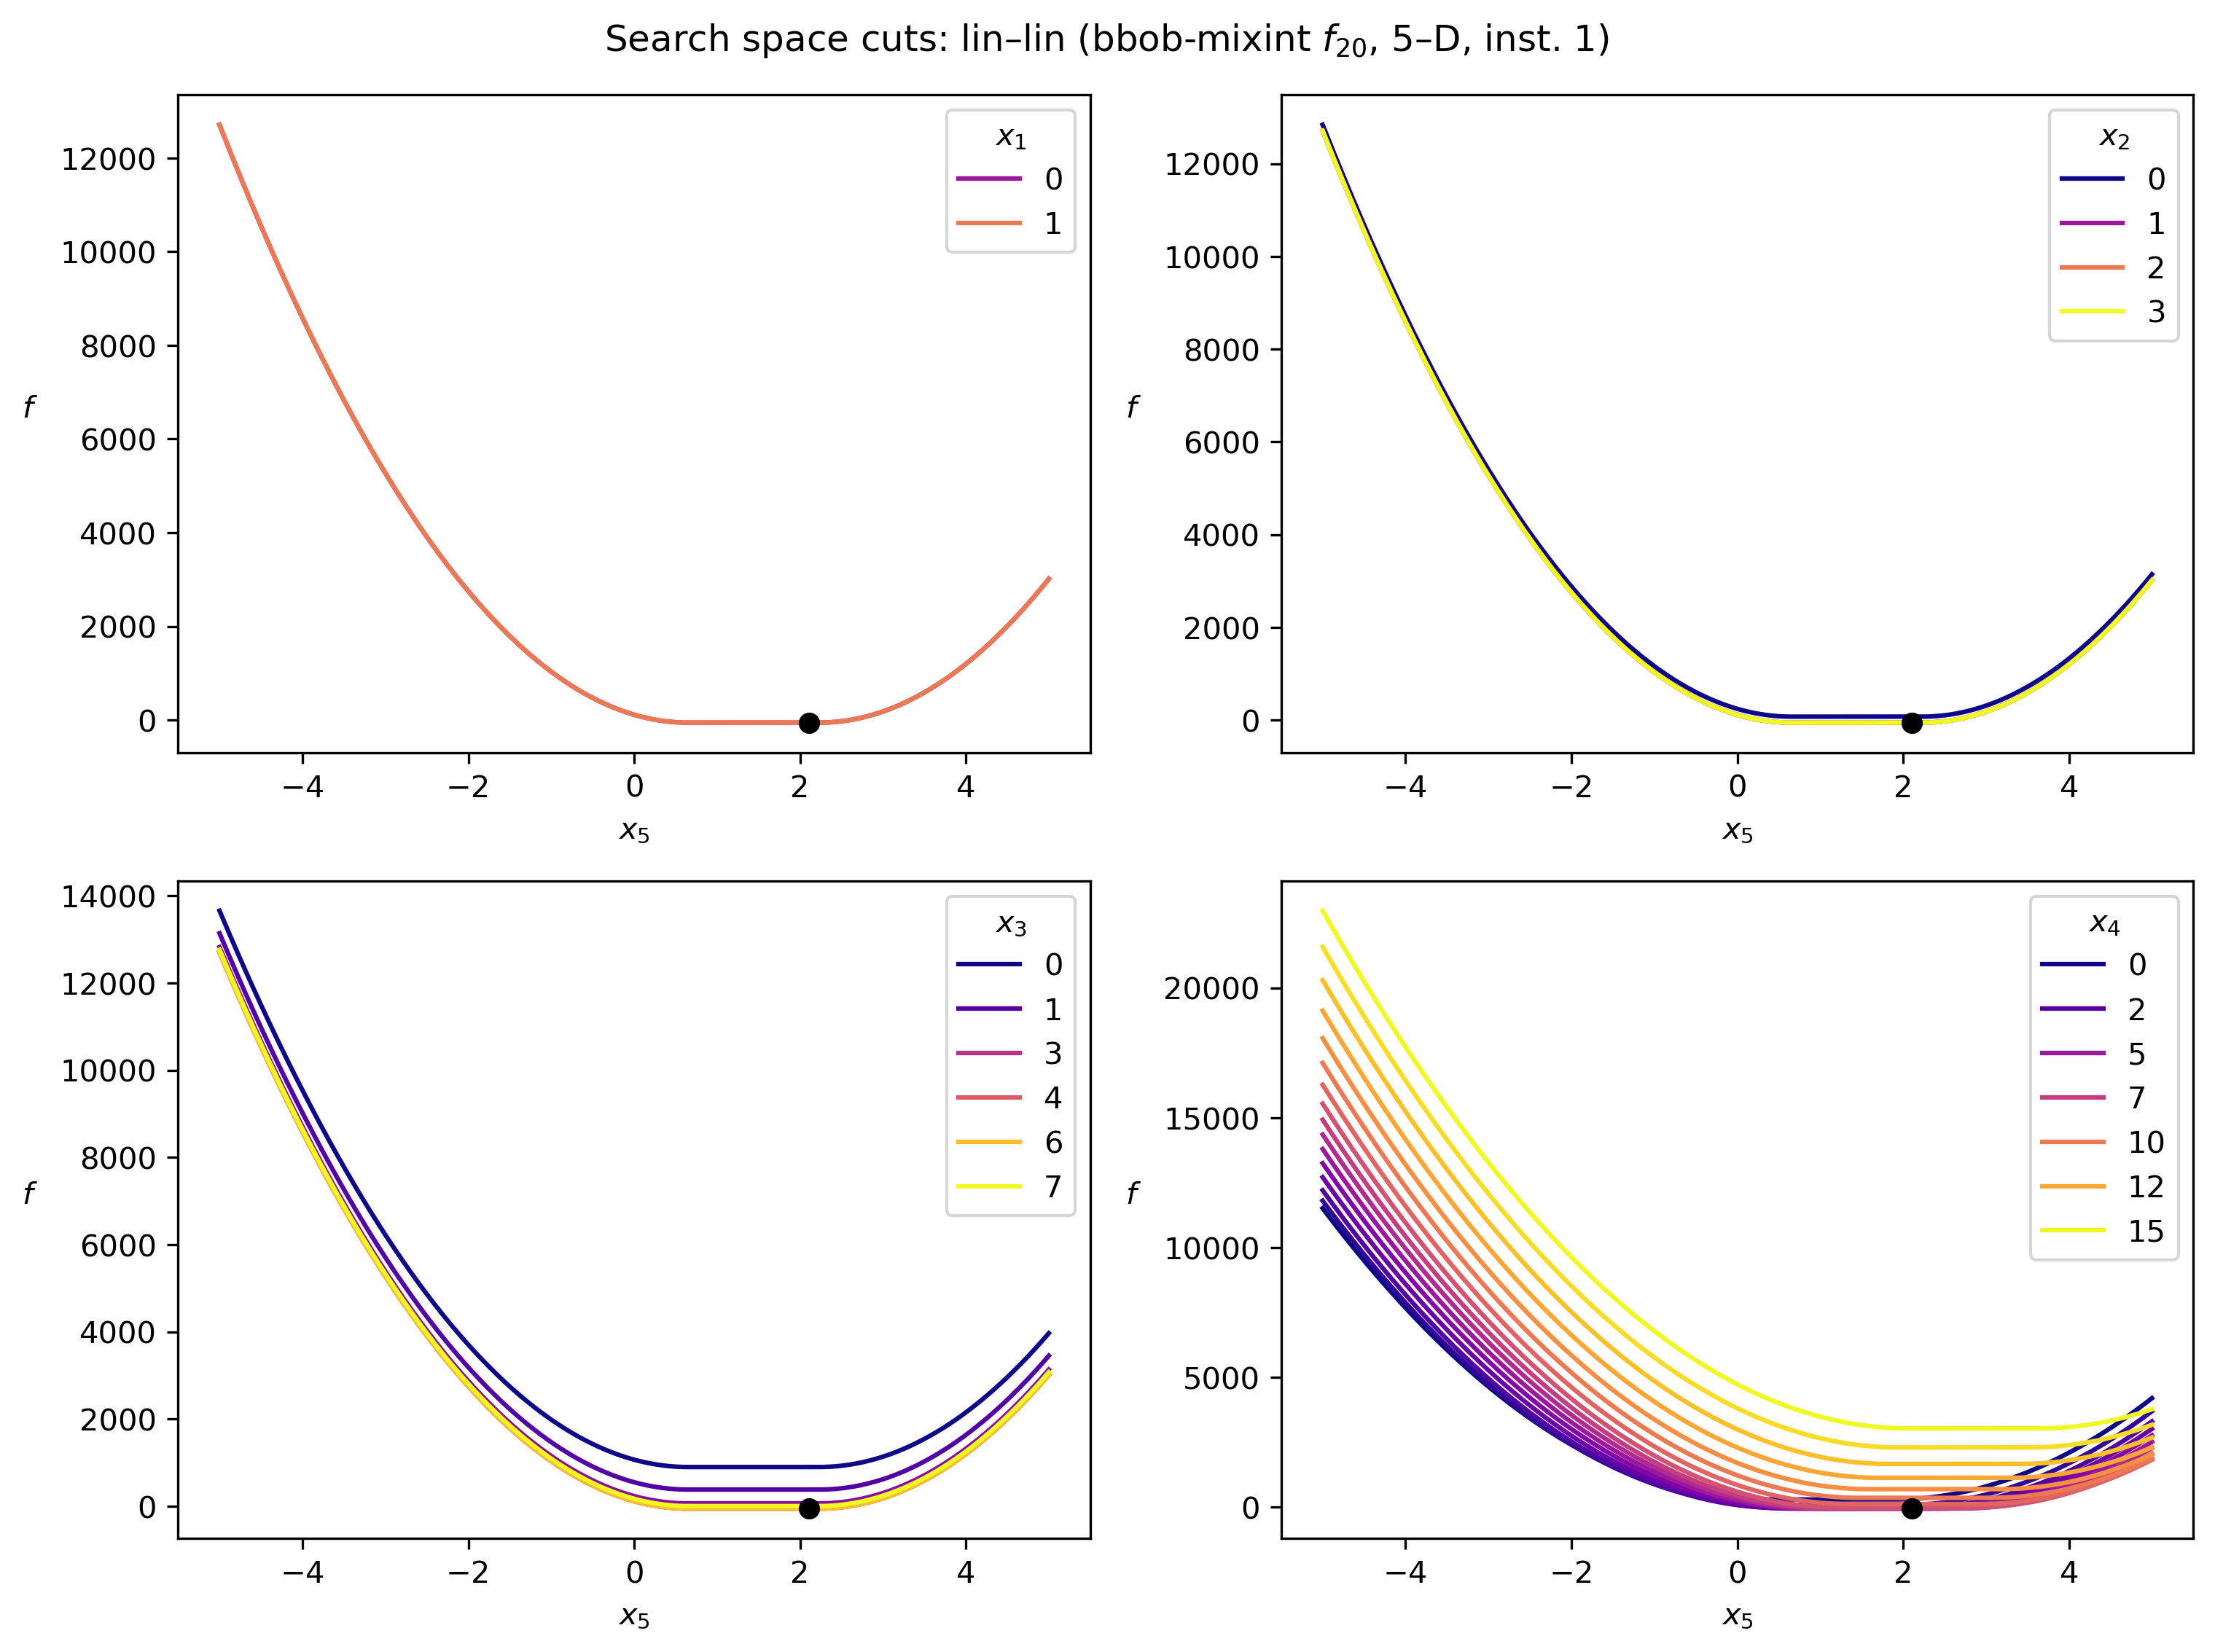 Search space cuts: lin–lin (bbob-mixint f20, 5–D, inst. 1)
12000
10000
8000
6000
4000
2000
0
f
−4 −2 0 2 4
x5
x1
0
1
12000
10000
8000
6000
4000
2000
0
f
−4 −2 0 2 4
x5
x2
0
1
2
3
14000
12000
10000
8000
6000
4000
2000
0
f
−4 −2 0 2 4
x5
x3
0
1
3
4
6
7
20000
15000
10000
5000
0
f
−4 −2 0 2 4
x5
x4
0
2
5
7
10
12
15